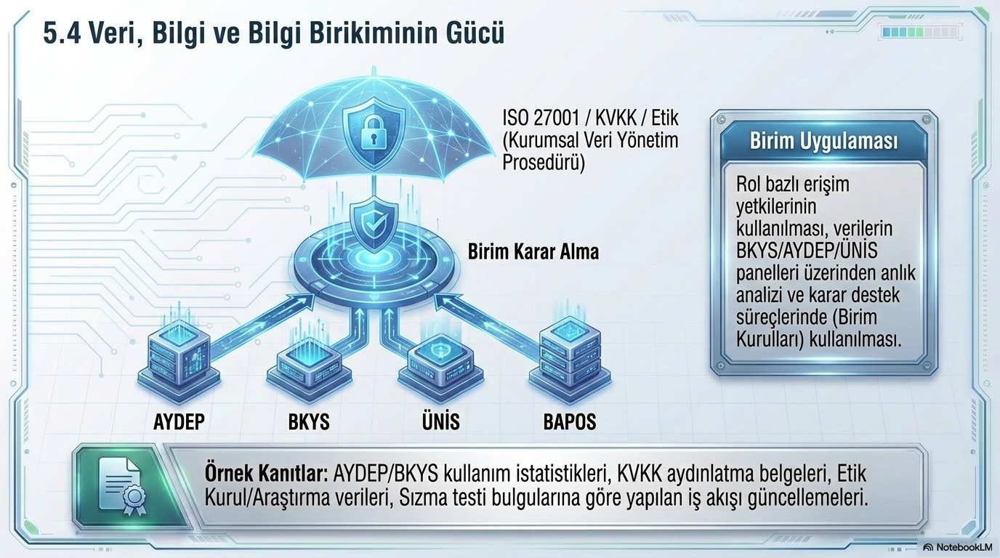 5.4 Veri, Bilgi ve Bilgi Birikiminin Gücü
ISO 27001 / KVKK / Etik
(Kurumsal Veri Yönetim
Prosedürü)
Birim Karar Alma
AYDEP
BKYS
ÜNİS
BAPOS
Birim Uygulaması
Rol bazlı erişim
yetkilerinin
kullanılması, verilerin
BKYS/AYDEP/ÜNİS
panelleri üzerinden anlık
analizi ve karar destek
süreçlerinde (Birim
Kurulları) kullanılması.
Örnek Kanıtlar: AYDEP/BKYS kullanım istatistikleri, KVKK aydınlatma belgeleri, Etik
Kurul/Araştırma verileri, Sızma testi bulgularına göre yapılan iş akışı güncellemeleri.
NotebookLM